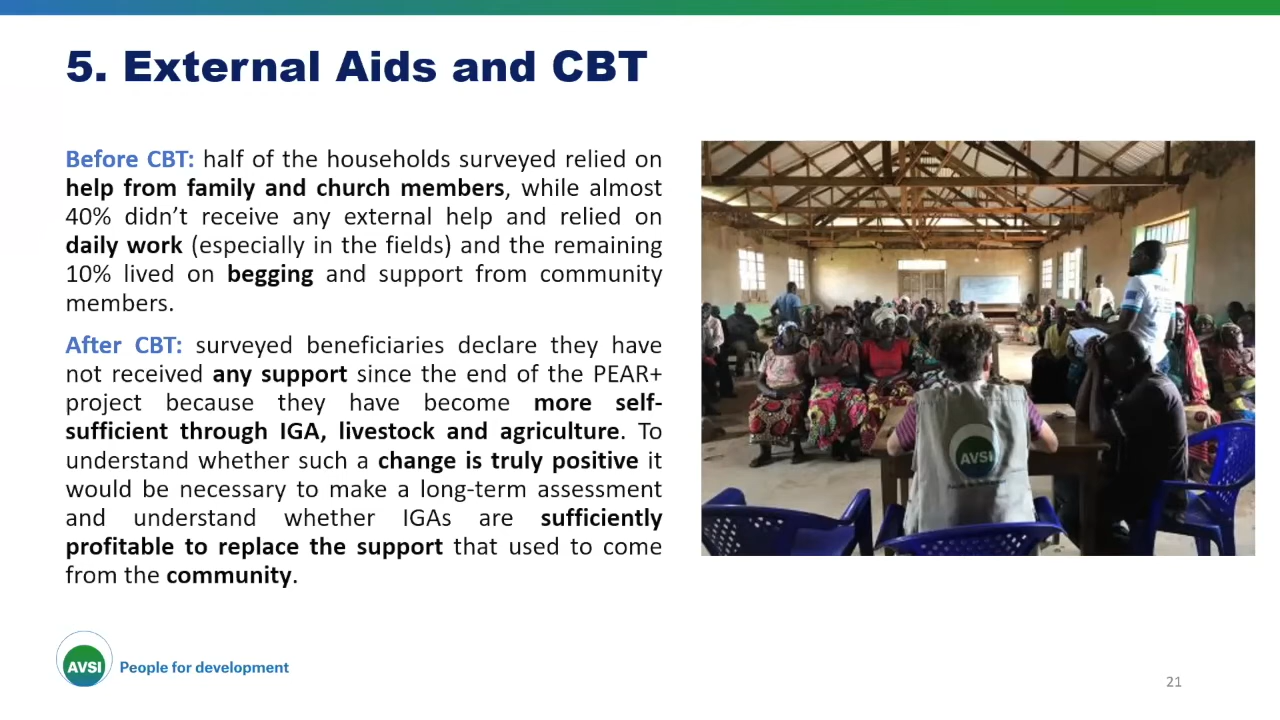 5. External Aids and CBT
Before CBT: half of the households surveyed relied on
help from family and church members, while almost
40% didn’t receive any external help and relied on
daily work (especially in the fields) and the remaining
10% lived on begging and support from community
members.
After CBT: surveyed beneficiaries declare they have
not received any support since the end of the PEAR+
project because they have become more self-
sufficient through IGA, livestock and agriculture. To
understand whether such a change is truly positive it
would be necessary to make a long-term assessment
and understand whether IGAs are sufficiently
profitable to replace the support that used to come
from the community.
AVSI
AVSI People for development
21